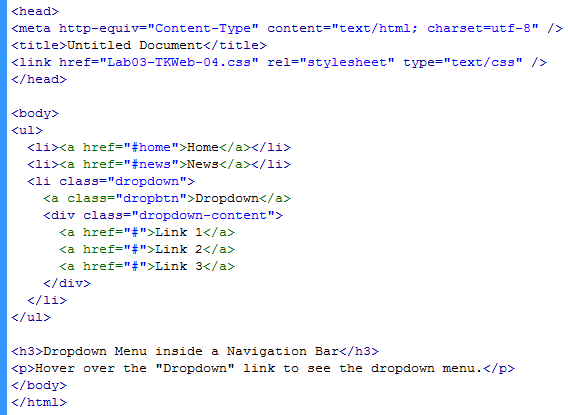 <head>
<meta http-equiv="Content-Type" content="text/html; charset=utf-8" />
<title>Untitled Document</title>
<link href="Lab03-TKWeb-04.css" rel="stylesheet" type="text/css" />
</head>

<body>
<ul>
  <li><a href="#home">Home</a></li>
  <li><a href="#news">News</a></li>
  <li class="dropdown">
    <a class="dropbtn">Dropdown</a>
    <div class="dropdown-content">
      <a href="#">Link 1</a>
      <a href="#">Link 2</a>
      <a href="#">Link 3</a>
    </div>
  </li>
</ul>

<h3>Dropdown Menu inside a Navigation Bar</h3>
<p>Hover over the "Dropdown" link to see the dropdown menu.</p>
</body>
</html>